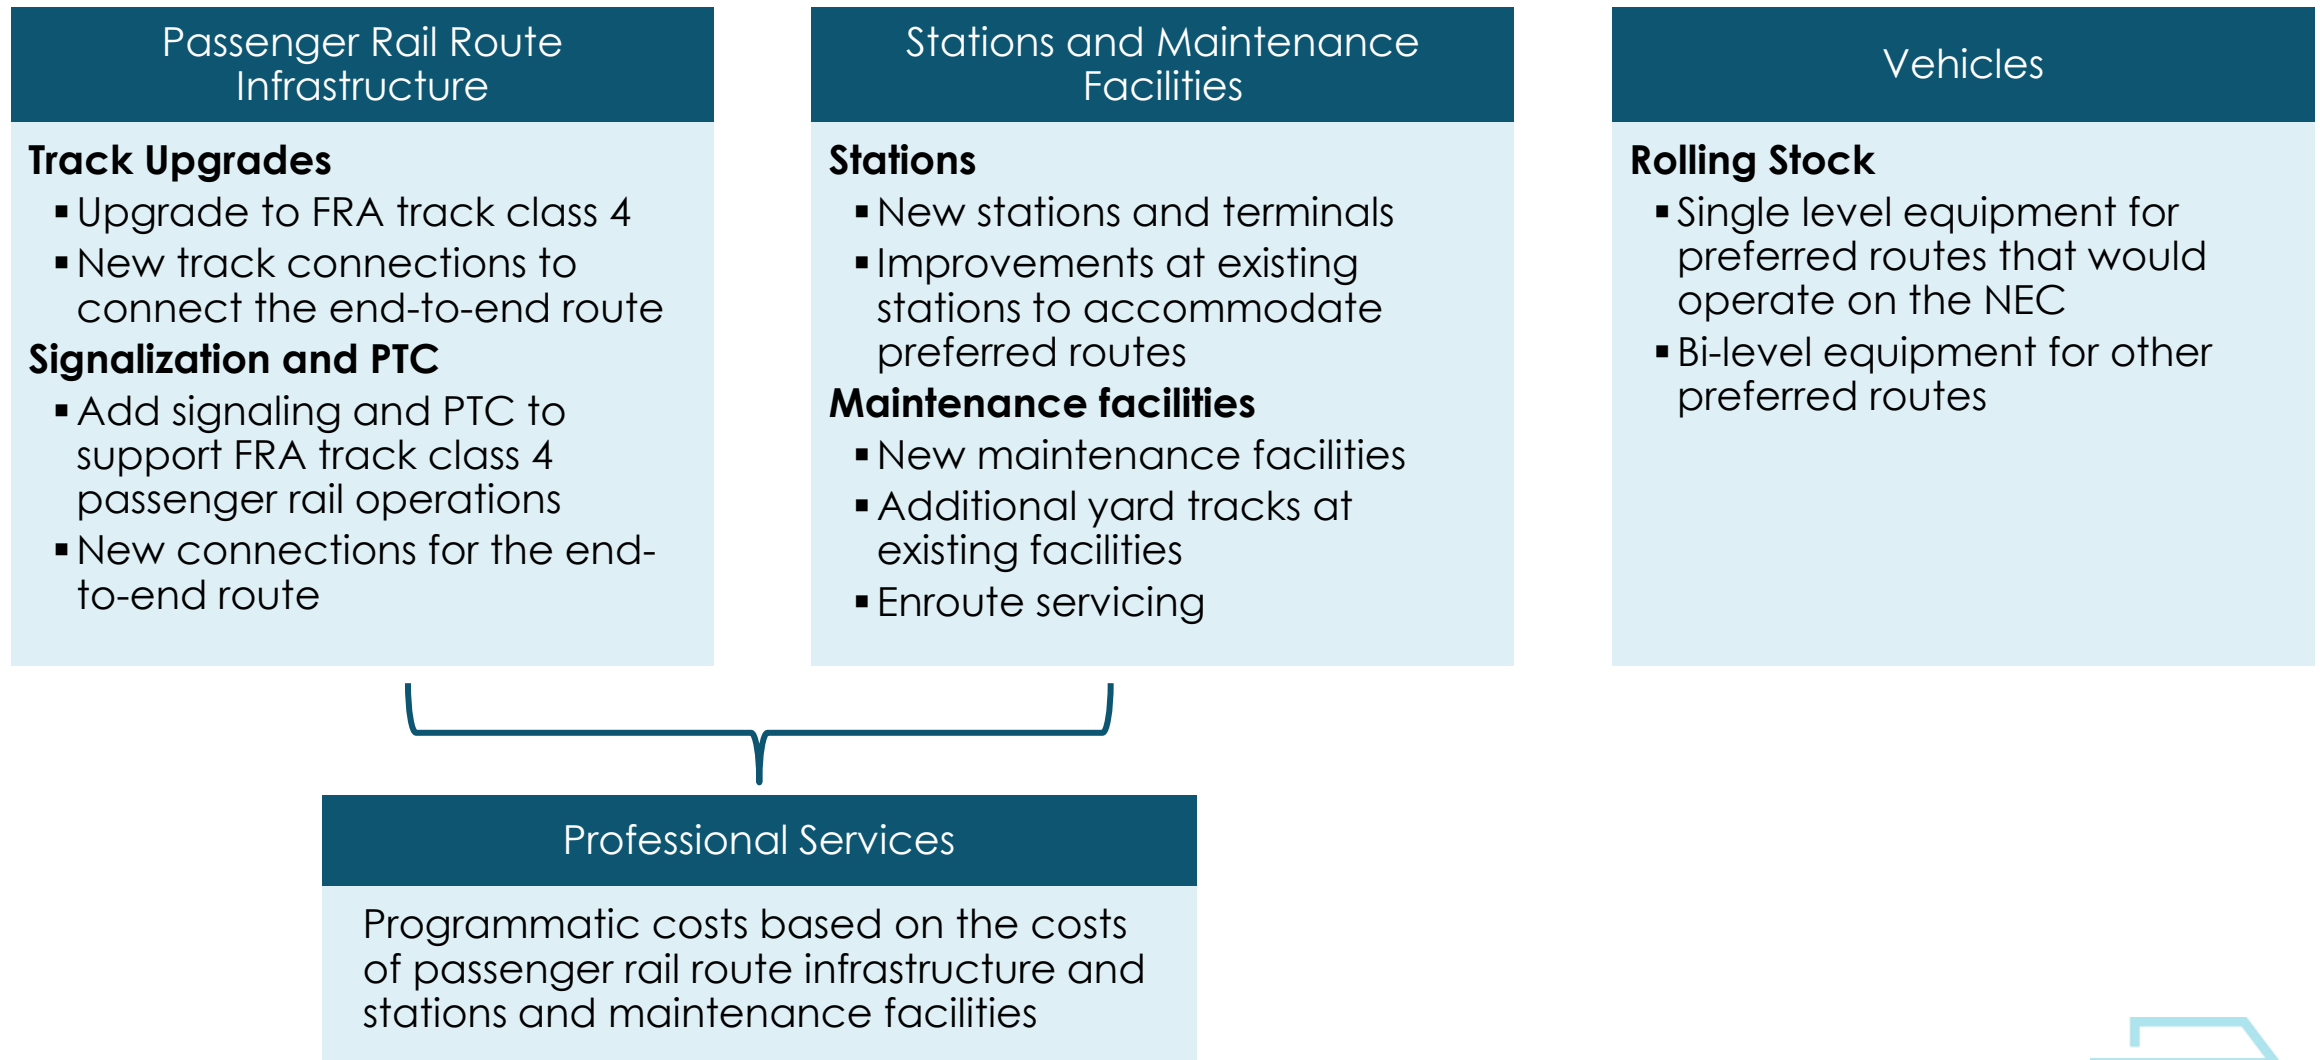 Passenger Rail Route
Infrastructure
Track Upgrades
▪ Upgrade to FRA track class 4
▪ New track connections to
connect the end-to-end route
Signalization and PTC
▪ Add signaling and PTC to
support FRA track class 4
passenger rail operations
▪ New connections for the end-
to-end route
Stations and Maintenance
Facilities
Stations
▪ New stations and terminals
▪ Improvements at existing
stations to accommodate
preferred routes
Maintenance facilities
▪ New maintenance facilities
▪ Additional yard tracks at
existing facilities
▪ Enroute servicing
Vehicles
Rolling Stock
▪ Single level equipment for
preferred routes that would
operate on the NEC
▪ Bi-level equipment for other
preferred routes
Professional Services
Programmatic costs based on the costs
of passenger rail route infrastructure and
stations and maintenance facilities